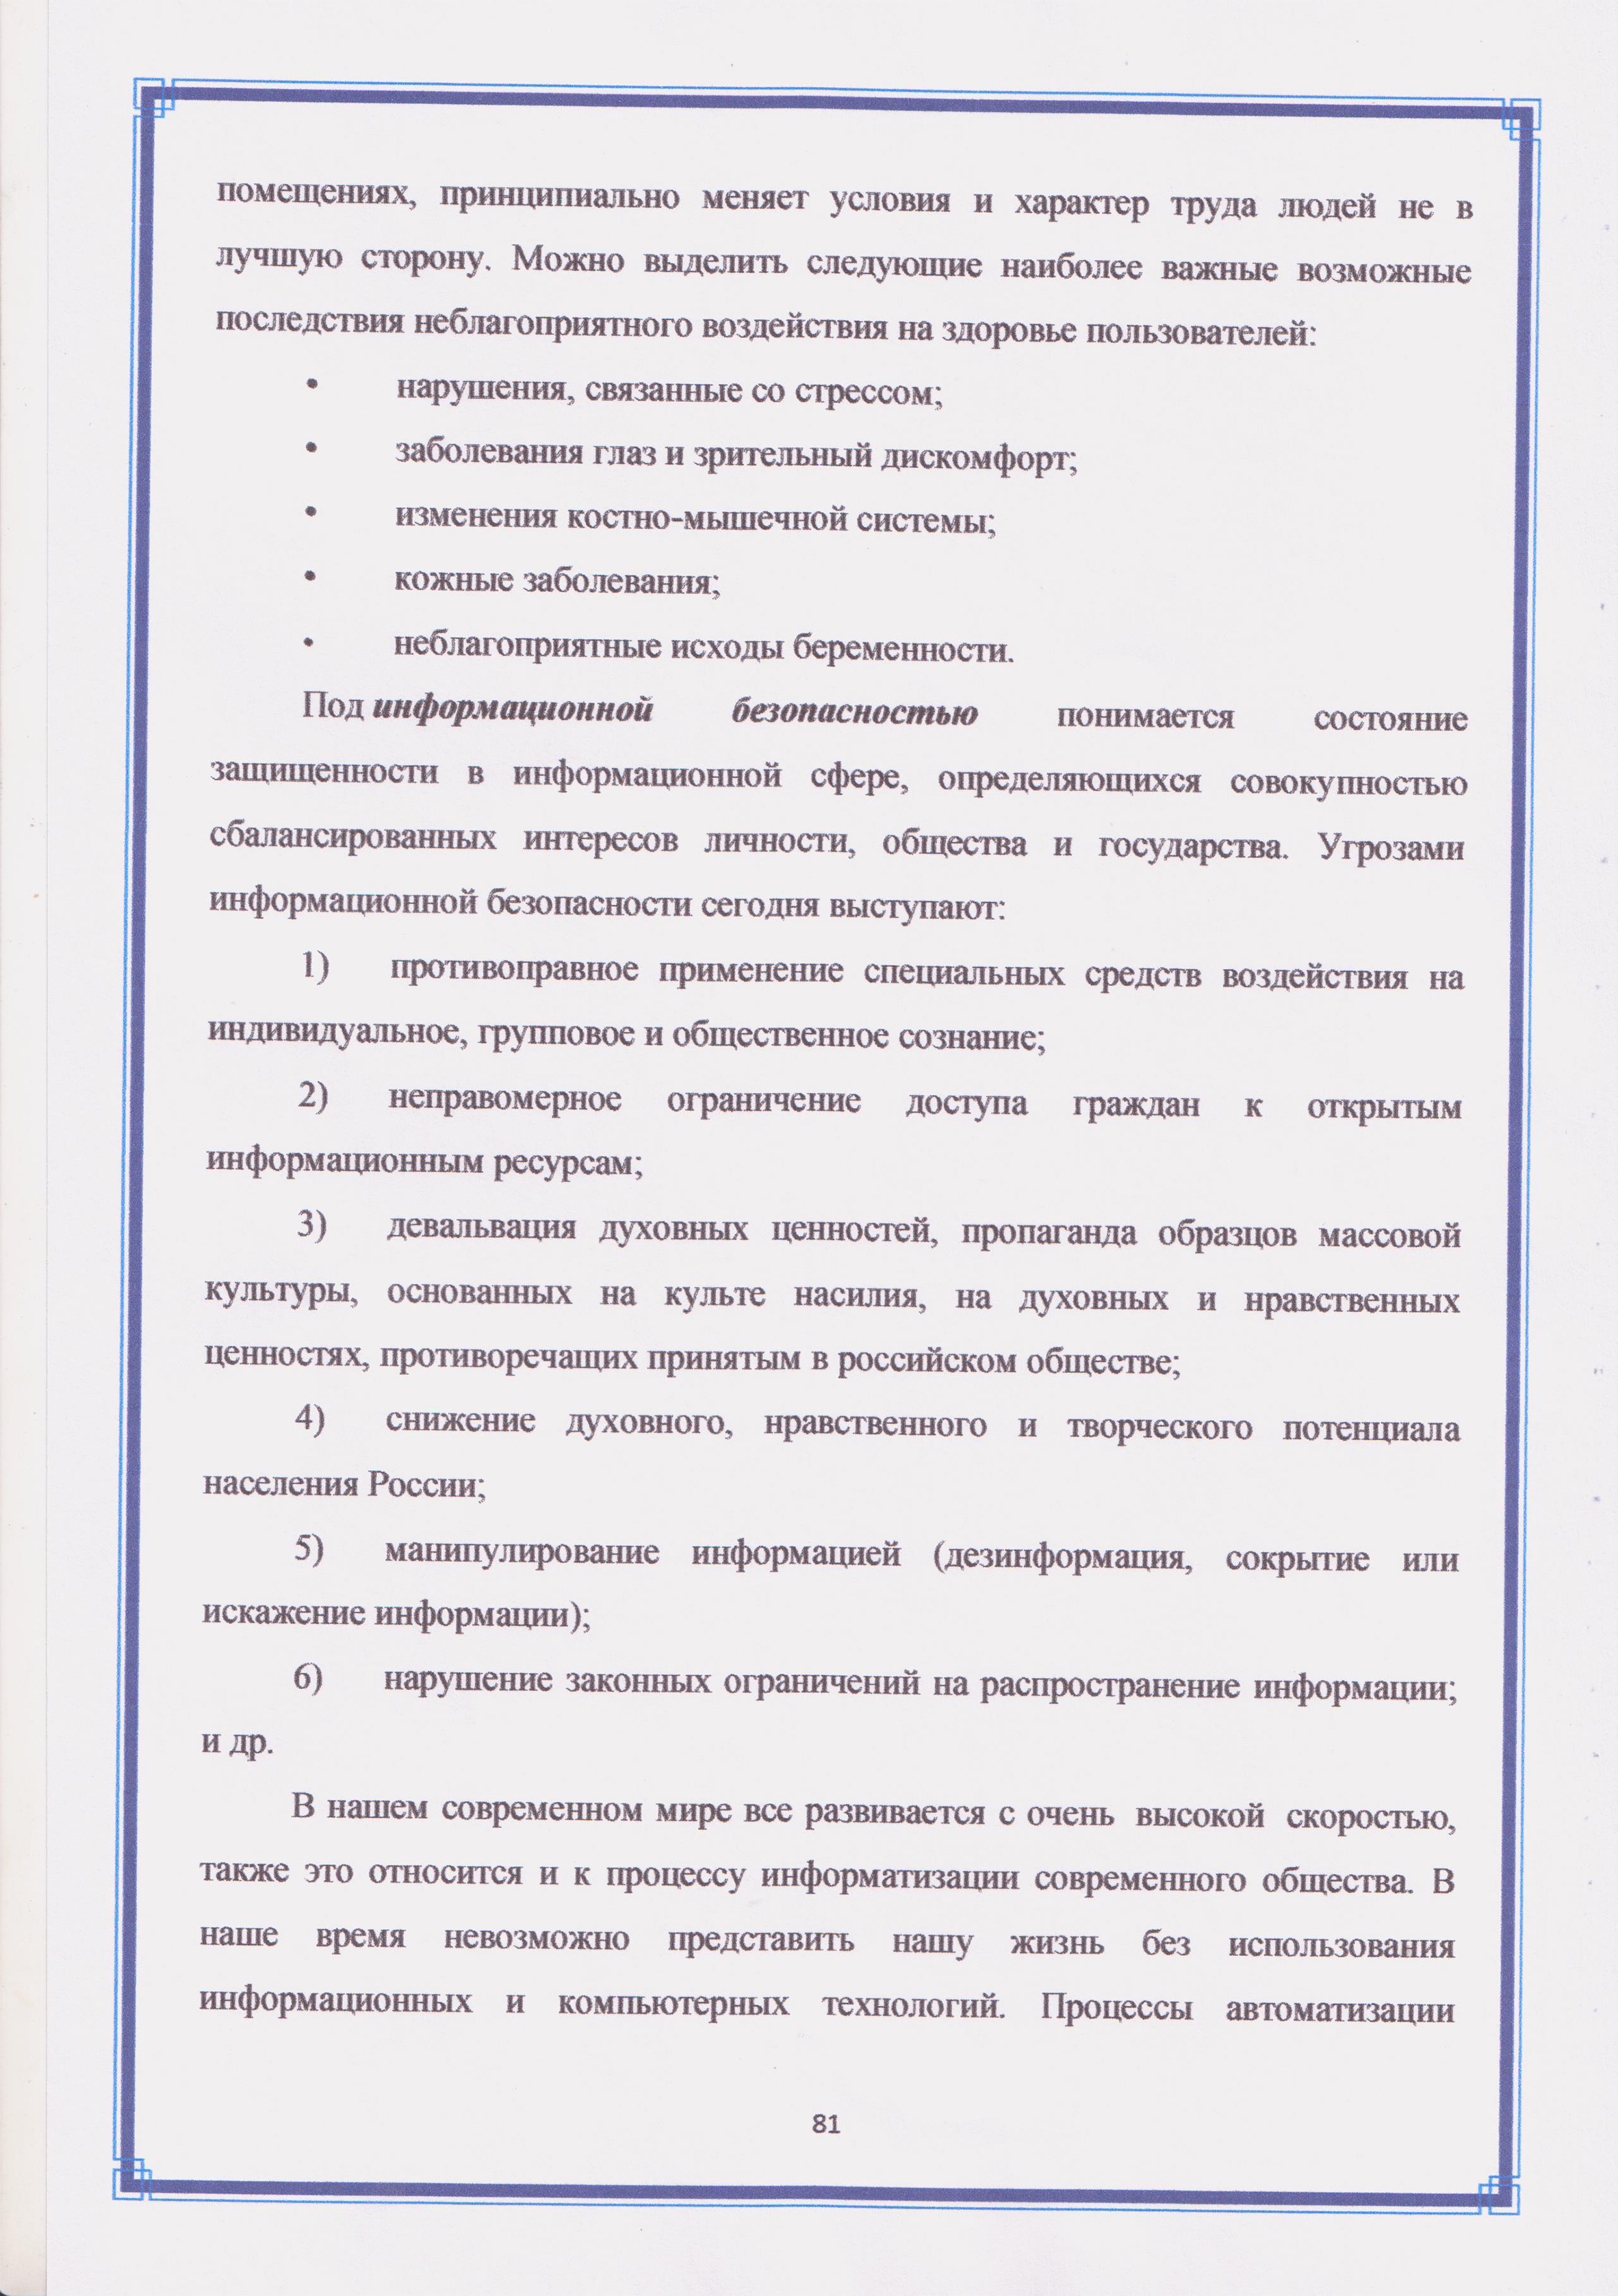 помещениях, принципиально меняет условия и характер труда людей не в
лучшую сторону. Можно выделить следующие наиболее важные возможные
последствия неблагоприятного воздействия на здоровье пользователей:
• нарушения, связанные со стрессом;
• заболевания глаз и зрительный дискомфорт;
• изменения костно-мышечной системы;
• кожные заболевания;
• неблагоприятные исходы беременности.
Под информационной безопасностью понимается состояние
защищенности в информационной сфере, определяющихся совокупностью
сбалансированных интересов личности, общества и государства. Угрозами
информационной безопасности сегодня выступают:
1) противоправное применение специальных средств воздействия на
индивидуальное, групповое и общественное сознание;
2) неправомерное ограничение доступа граждан к открытым
информационным ресурсам;
3) девальвация духовных ценностей, пропаганда образцов массовой
культуры, основанных на культе насилия, на духовных и нравственных
ценностях, противоречащих принятым в российском обществе;
4) снижение духовного, нравственного и творческого потенциала
населения России;
5) манипулирование информацией (дезинформация, сокрытие или
искажение информации);
6) нарушение законных ограничений на распространение информации;
и др.
В нашем современном мире все развивается с очень высокой скоростью,
также это относится и к процессу информатизации современного общества. В
наше время невозможно представить нашу жизнь без использования
информационных и компьютерных технологий. Процессы автоматизации
81